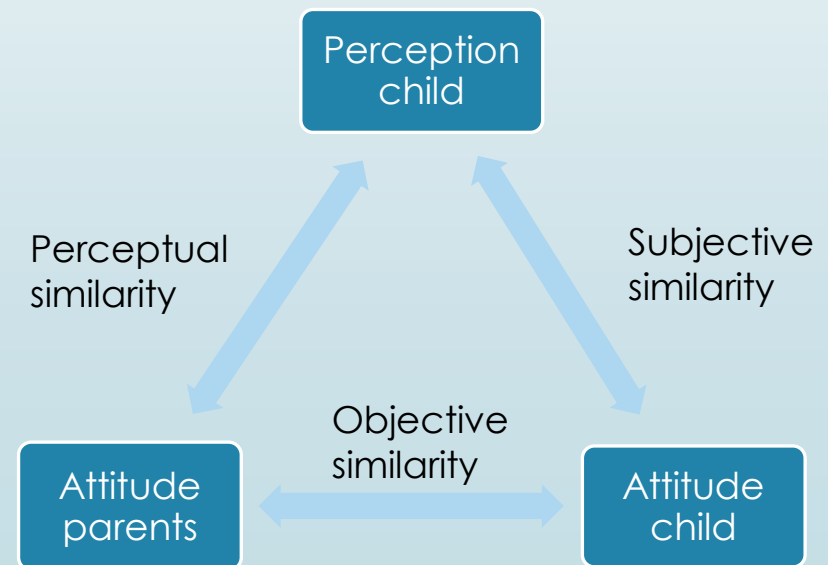 Perception
child
Perceptual
similarity
Subjective
similarity
Objective
similarity
Attitude
parents
Attitude
child